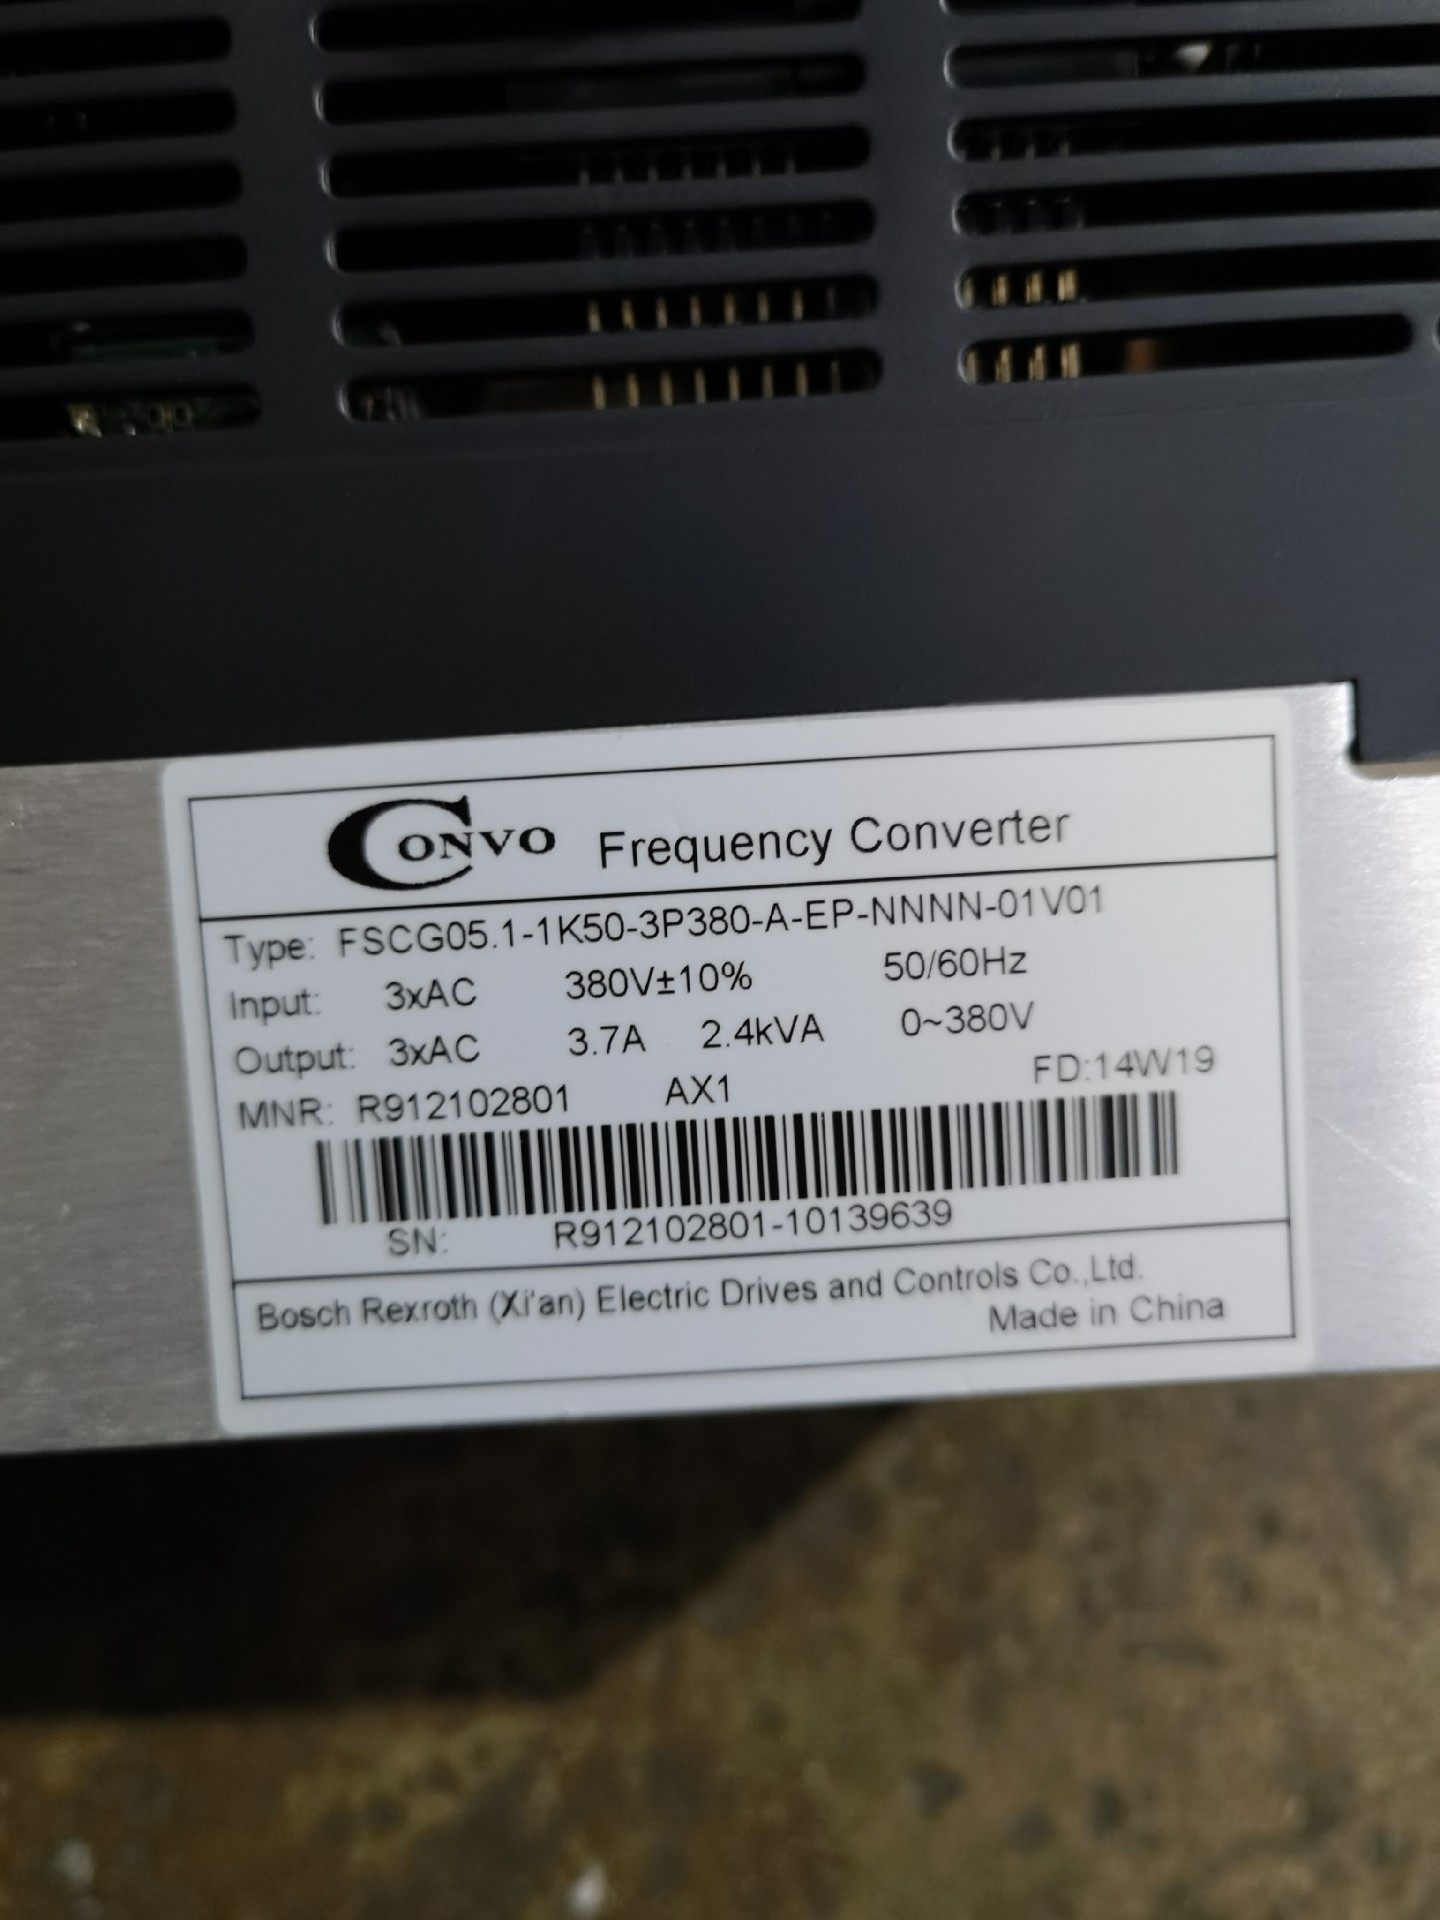 CONVO Frequency Converter
Type: FSCG05.1-1K50-3P380-A-EP-NNNN-01V01
Input: 3xAC 380V±10% 50/60Hz
Output: 3xAC 3.7A 2.4kVA 0~380V
MNR: R912102801 AX1 FD:14W19
SN: R912102801-10139639
Bosch Rexroth (Xi'an) Electric Drives and Controls Co.,Ltd.
Made in China